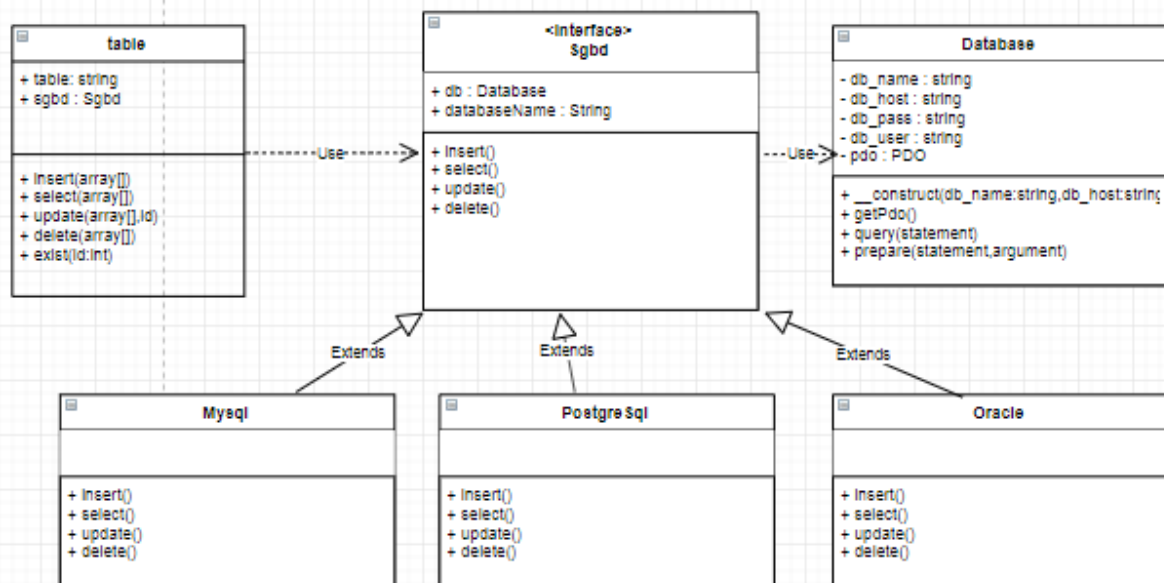 table
+ table: string
+ sgbd : Sgbd
+ insert(array[])
+ select(array[])
+ update(array[],id)
+ delete(array[])
+ exist(id:int)
Use
<interface>
Sgbd
+ db : Database
+ databaseName : String
+ insert()
+ select()
+ update()
+ delete()
Use
Database
- db_name : string
- db_host : string
- db_pass : string
- db_user : string
- pdo : PDO
+ __construct(db_name:string,db_host:string
+ getPdo()
+ query(statement)
+ prepare(statement,argument)
Extends
Extends
Extends
Mysql
+ insert()
+ select()
+ update()
+ delete()
PostgreSql
+ insert()
+ select()
+ update()
+ delete()
Oracle
+ insert()
+ select()
+ update()
+ delete()